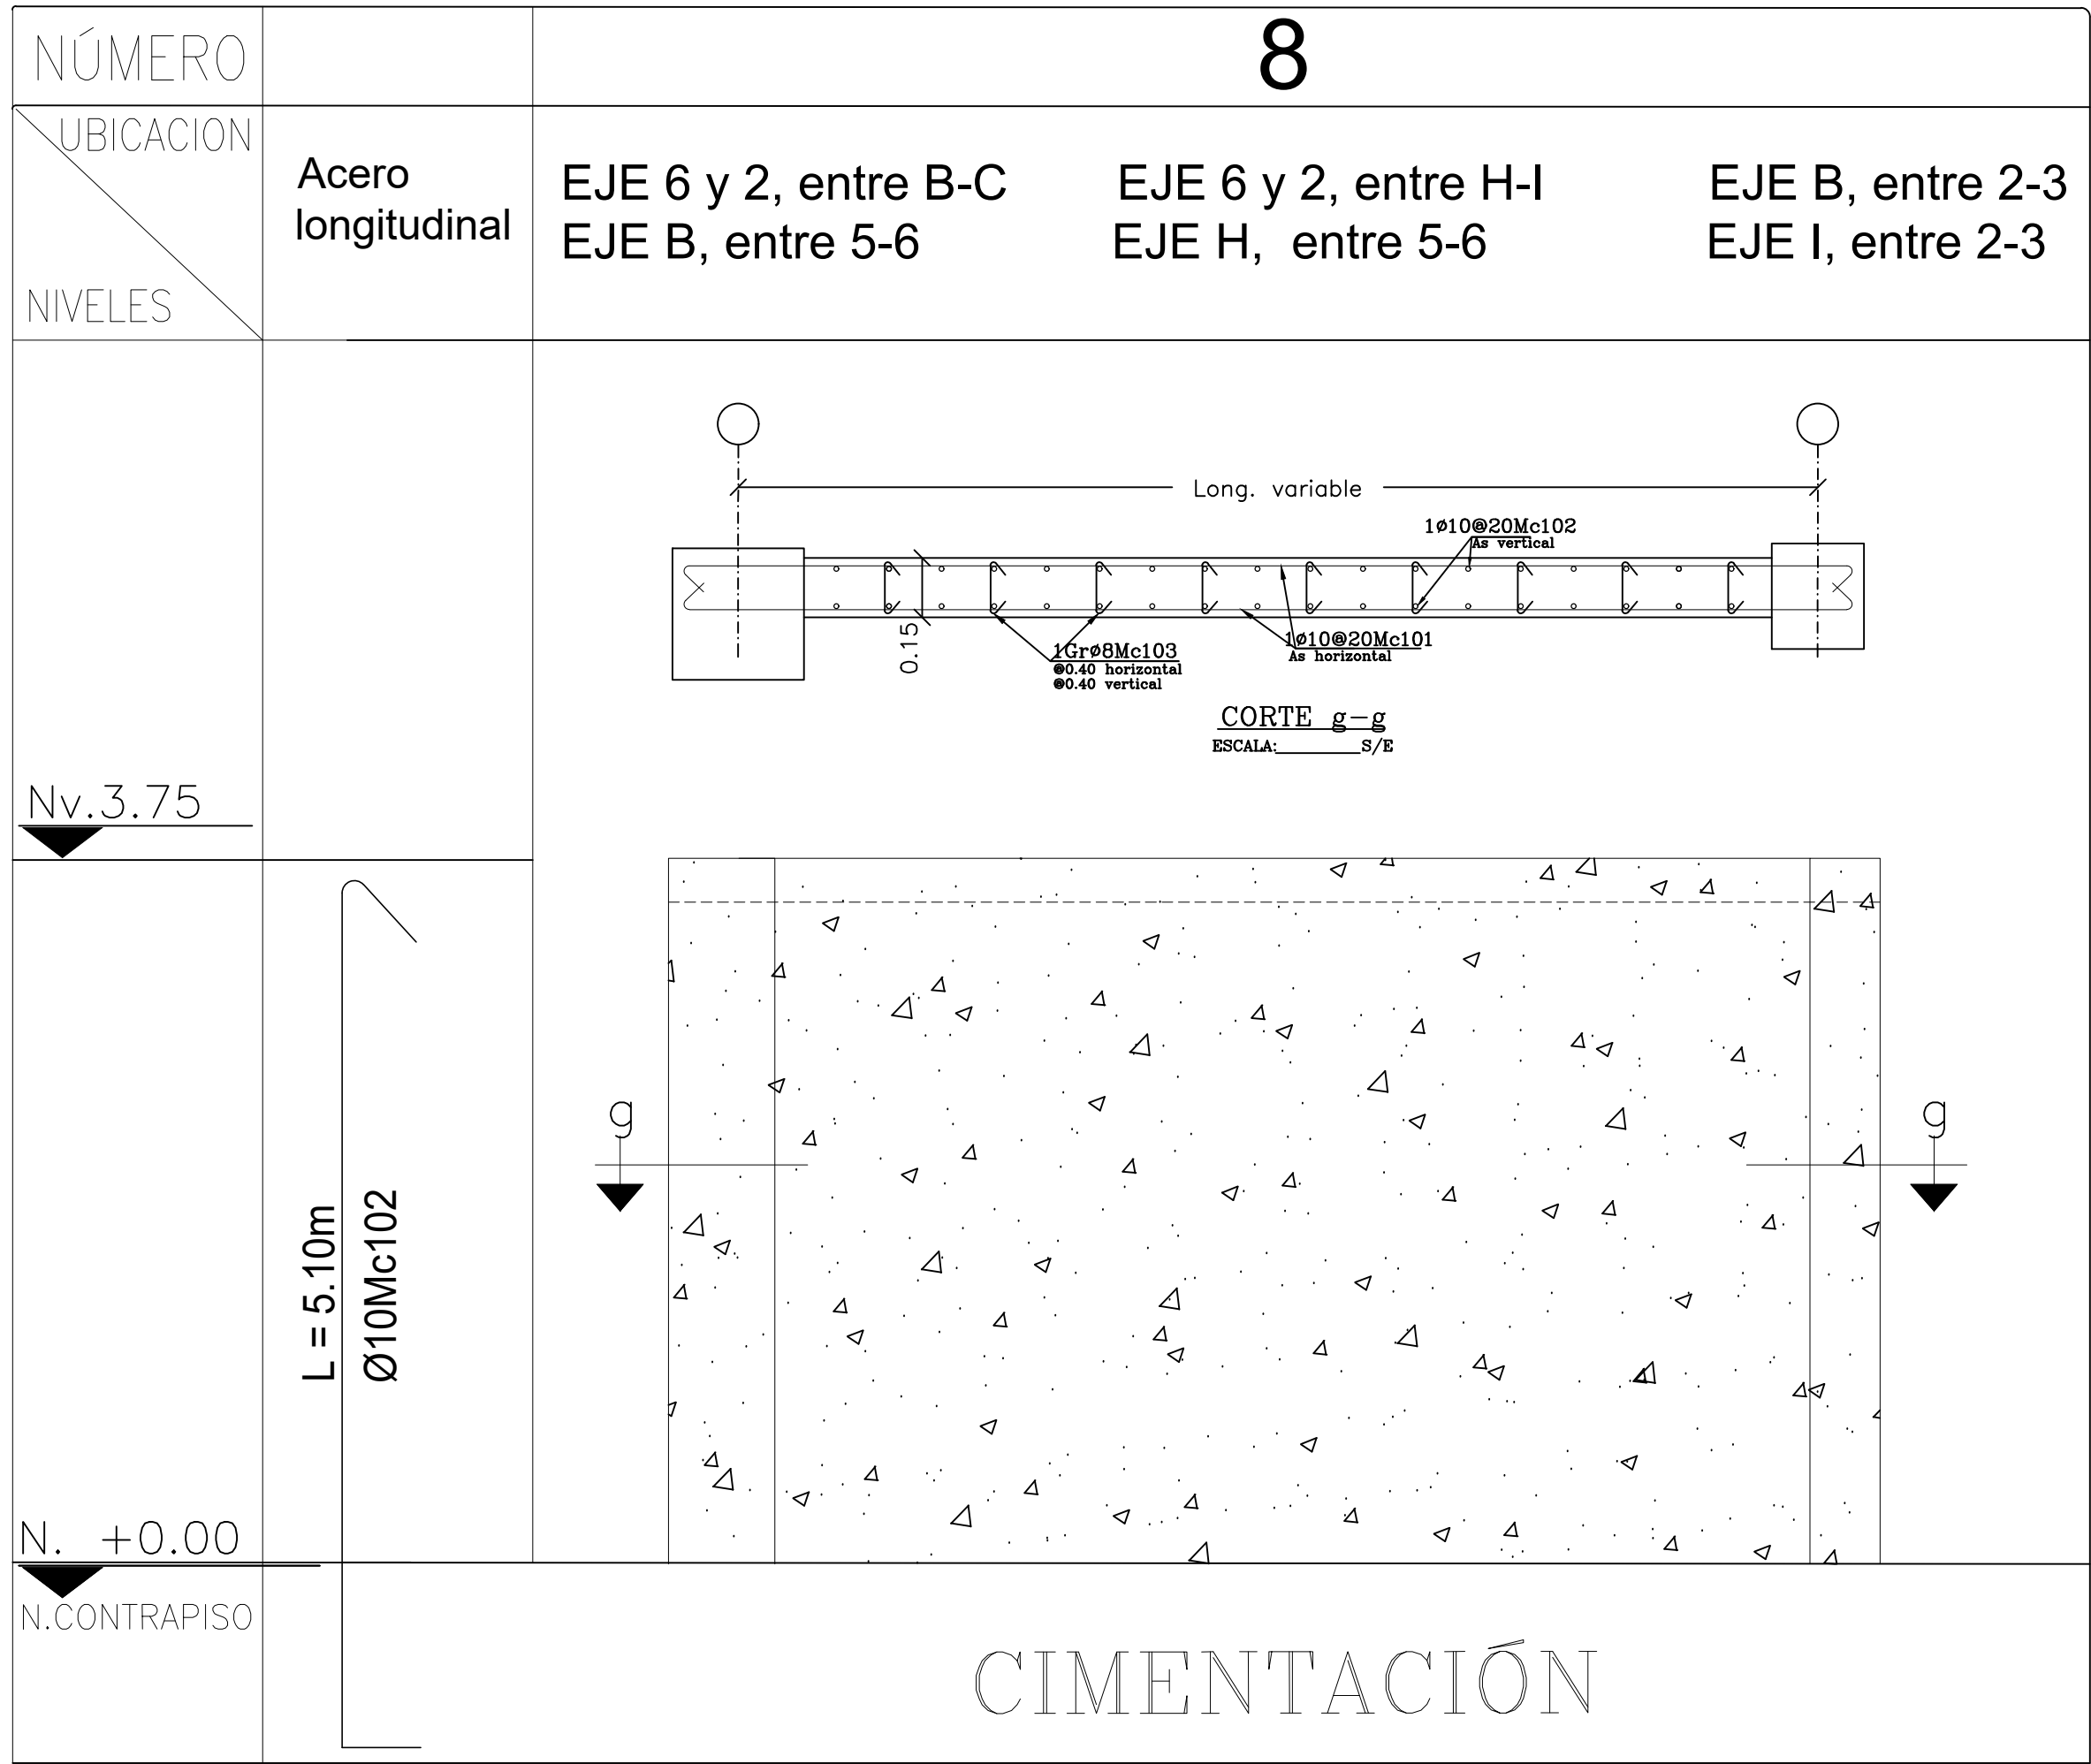 NÚMERO
8
UBICACION
NIVELES
Acero
longitudinal
EJE 6 y 2, entre B-C
EJE B, entre 5-6
EJE 6 y 2, entre H-I
EJE H, entre 5-6
EJE B, entre 2-3
EJE I, entre 2-3
Long. variable
1ø10@20Mc102
As vertical
0.15
1Grø8Mc103
@0.40 horizontal
@0.40 vertical
1ø10@20Mc101
As horizontal
CORTE g-g
ESCALA: S/E
Nv.3.75
g
g
L = 5.10m
Ø10Mc102
N. +0.00
N.CONTRAPISO
CIMENTACIÓN